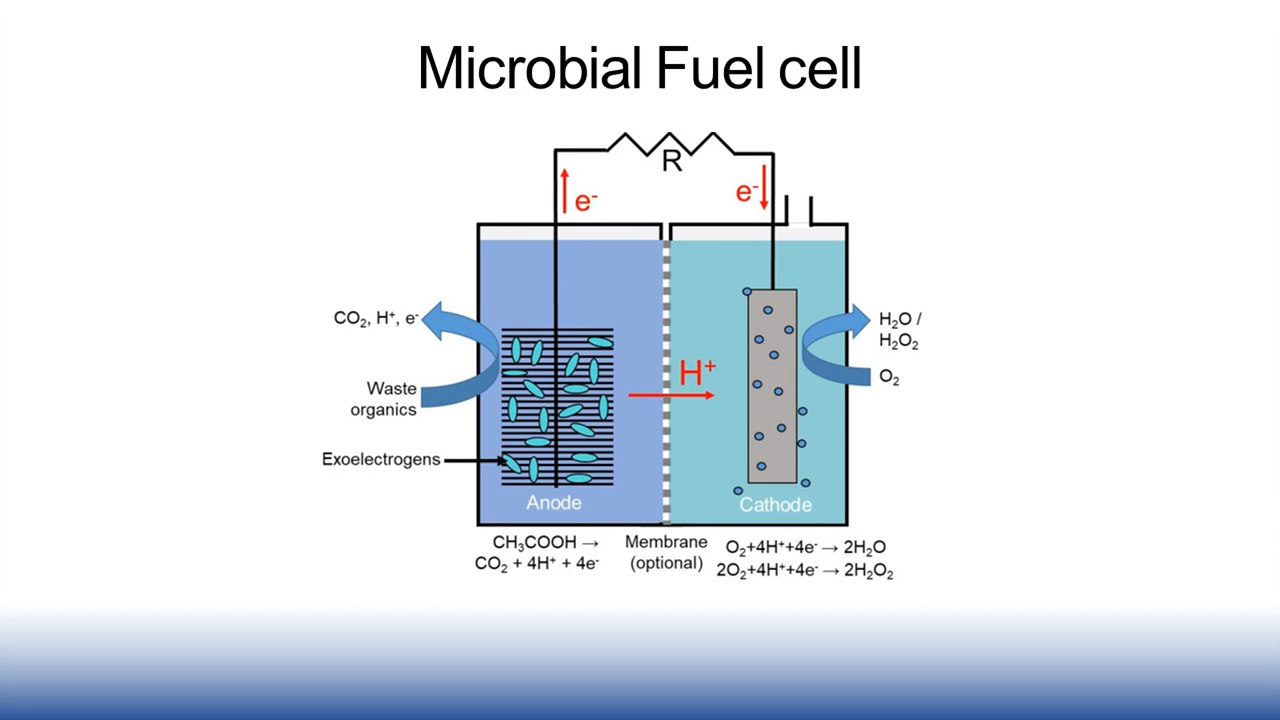 Microbial Fuel cell
R
e⁻
e⁻
CO₂, H⁺, e⁻
H₂O /
H₂O₂
H⁺
O₂
Waste
organics
Exoelectrogens
Anode
Cathode
CH₃COOH →
CO₂ + 4H⁺ + 4e⁻
Membrane
(optional)
O₂+4H⁺+4e⁻ → 2H₂O
2O₂+4H⁺+4e⁻ → 2H₂O₂